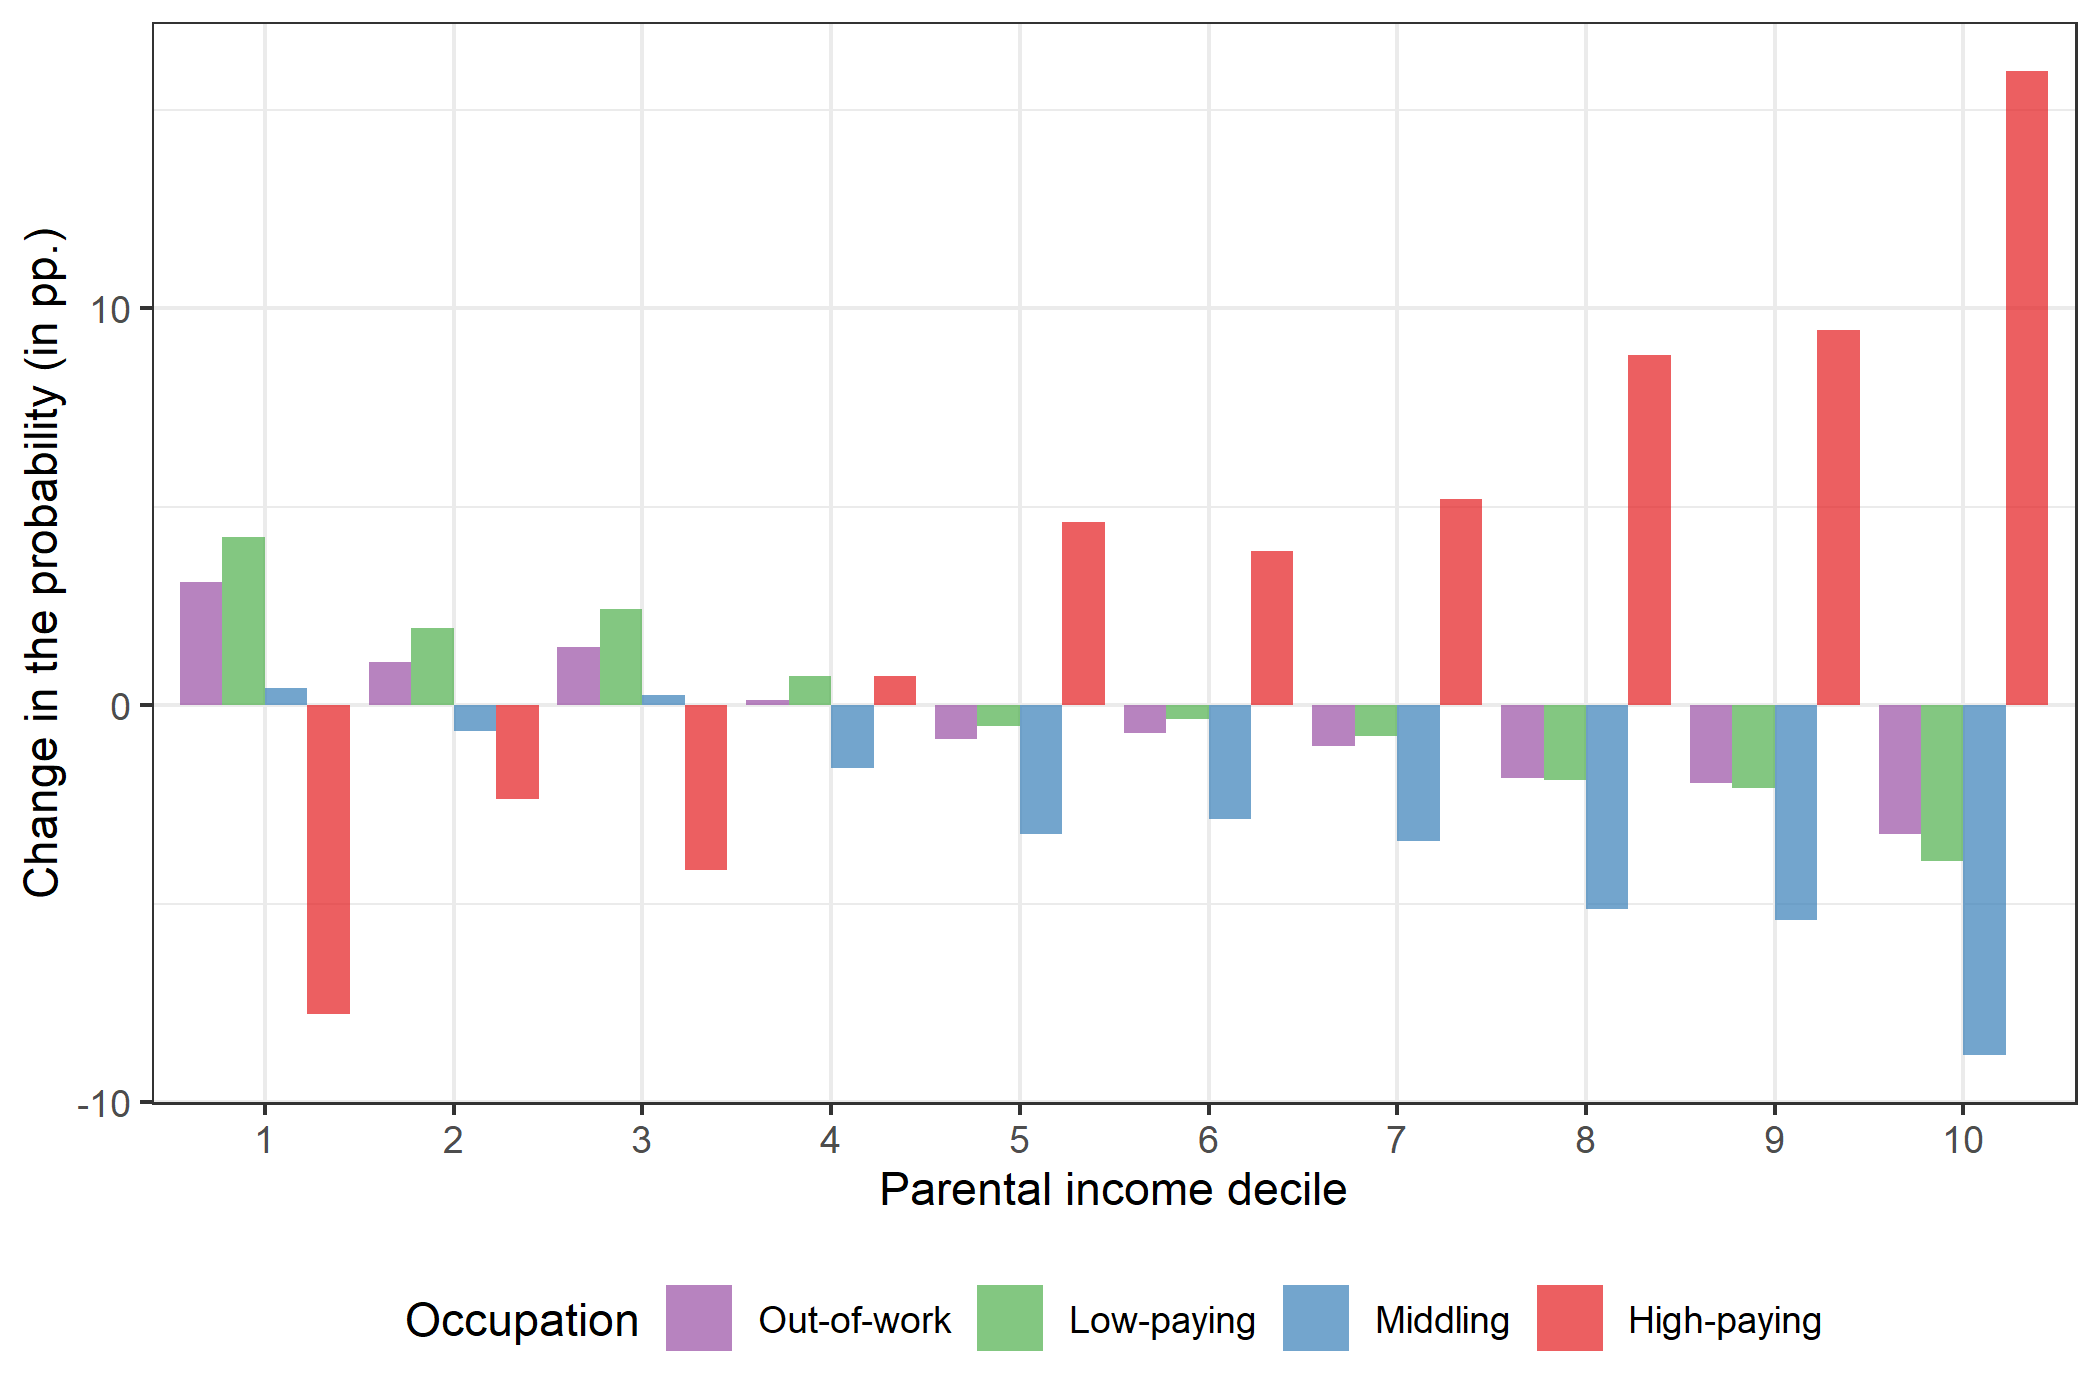 Change in the probability (in pp.)
10
0
-10
1 2 3 4 5 6 7 8 9 10
Parental income decile
Occupation Out-of-work Low-paying Middling High-paying